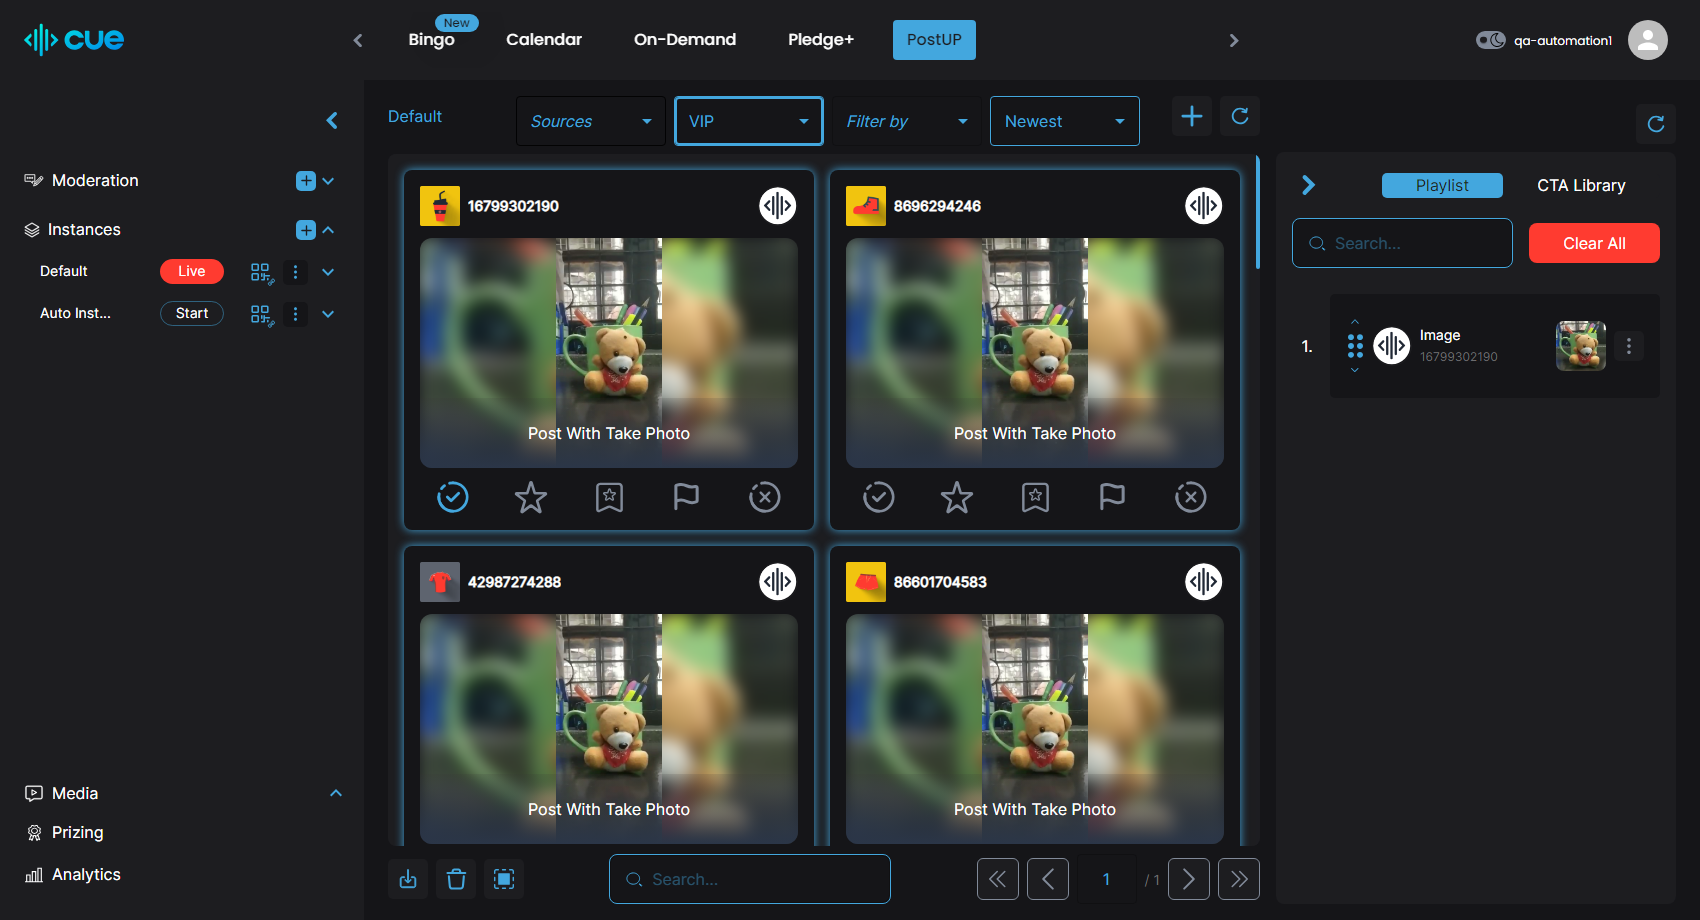 cue
New
Bingo
Calendar
On-Demand
Pledge+
PostUP
qa-automation1
Default
Sources
VIP
Filter by
Newest
Moderation
Instances
Default
Live
Auto Inst...
Start
Media
Prizing
Analytics
16799302190
Post With Take Photo
8696294246
Post With Take Photo
42987274288
Post With Take Photo
86601704583
Post With Take Photo
Search...
1
/ 1
Playlist
CTA Library
Search...
Clear All
1.
Image
16799302190